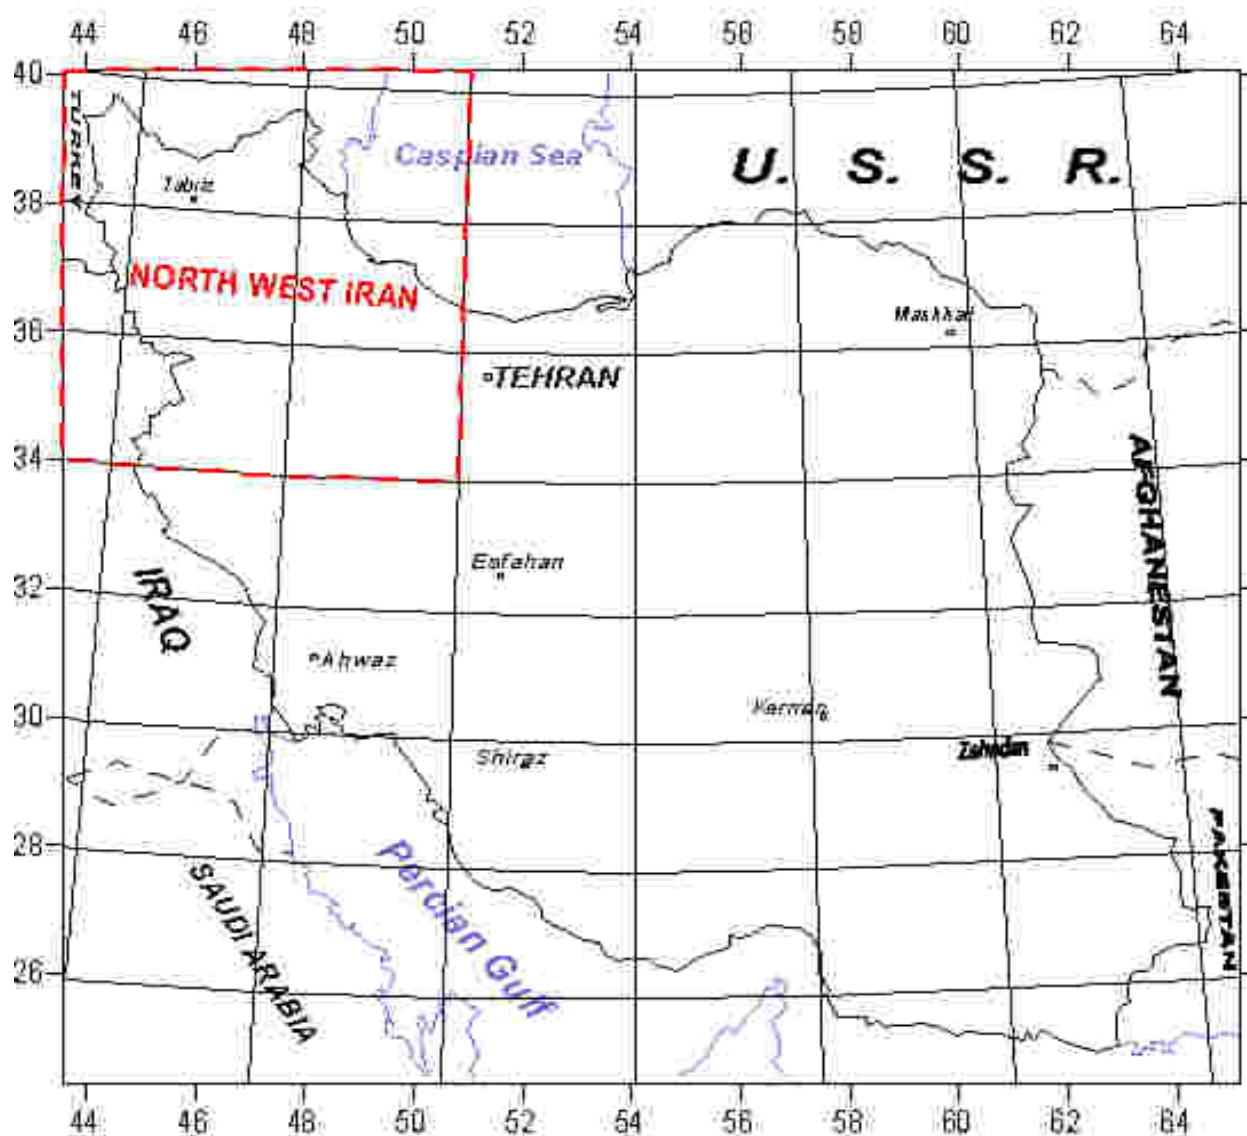 44 46 48 50 52 54 56 58 60 62 64
40
TURKEY
Caspian Sea
U. S. S. R.
Tabriz
38
NORTH WEST IRAN
Mashhad
36
TEHRAN
34
AFGHANESTAN
Esfahan
32
IRAQ
Ahwaz
30
Kerman
Shiraz
Zahedan
28
PAKESTAN
SAUDI ARABIA
Percian Gulf
26
44 46 48 50 52 54 56 58 60 62 64